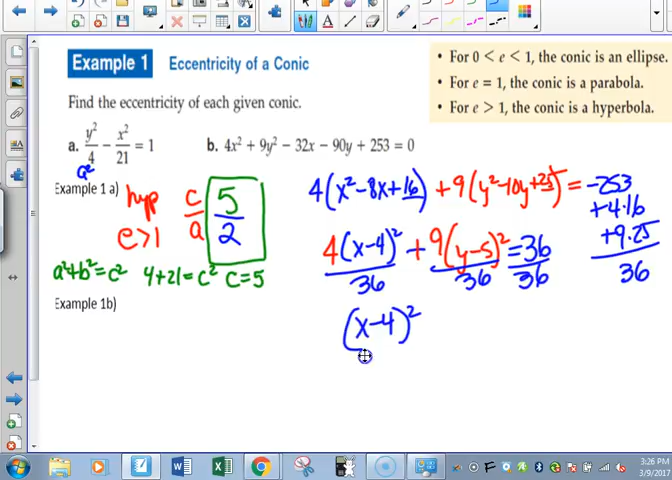 Example 1 Eccentricity of a Conic
• For 0 < e < 1, the conic is an ellipse.
• For e = 1, the conic is a parabola.
• For e > 1, the conic is a hyperbola.
Find the eccentricity of each given conic.
a. y²/4 − x²/21 = 1 b. 4x² + 9y² − 32x − 90y + 253 = 0
a²
Example 1 a)
hyp c/a 5/2
e>1
a²+b²=c² 4+21=c² c=5
Example 1b)
4(x²-8x+16) +9(y²-10y+25) = -253
+4·16
+9·25
36
4(x-4)²/36 + 9(y-5)²/36 = 36/36
(x-4)²
3:26 PM
3/9/2017